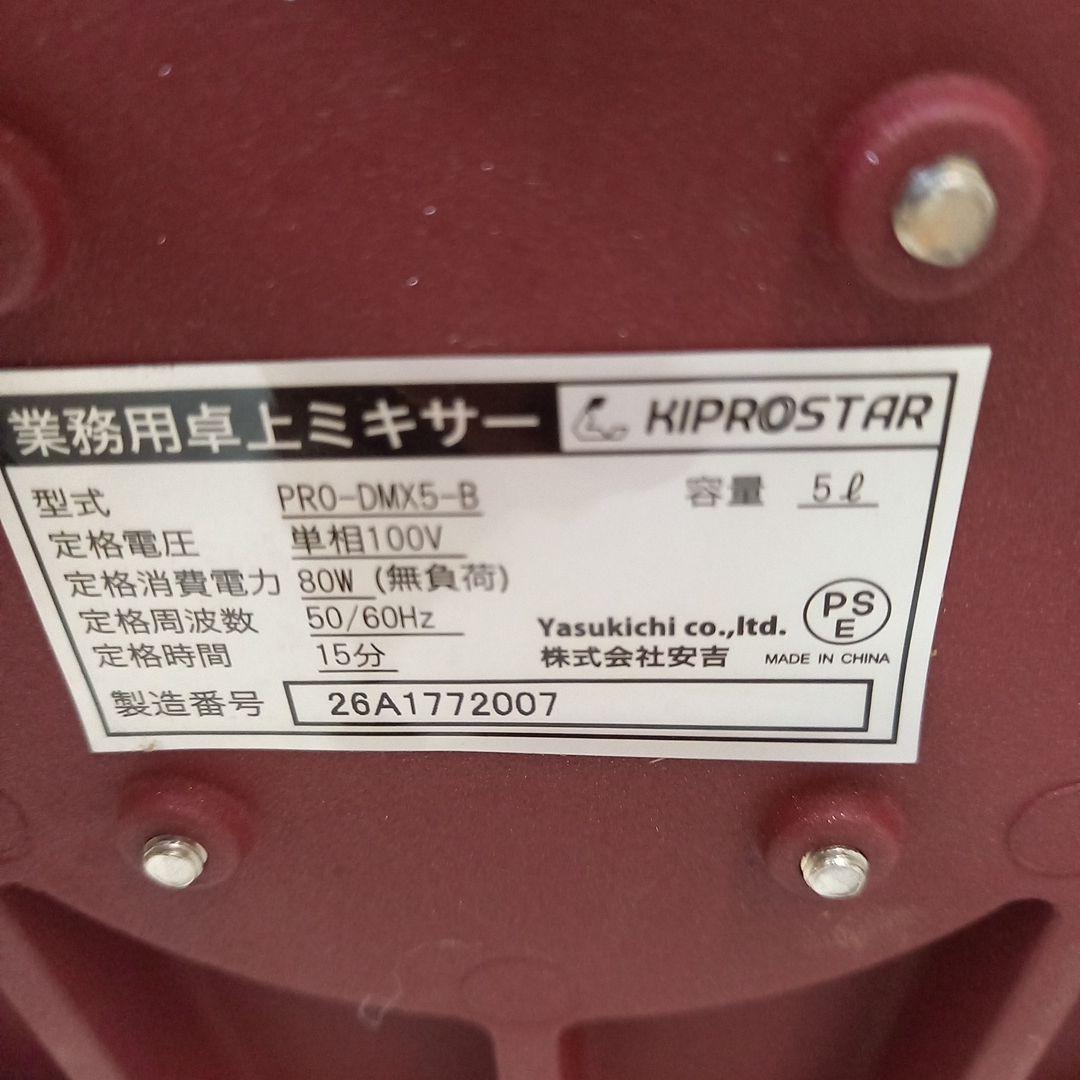 業務用卓上ミキサー KIPROSTAR
型式 PRO-DMX5-B 容量 5ℓ
定格電圧 単相100V
定格消費電力 80W (無負荷)
定格周波数 50/60Hz
定格時間 15分
Yasukichi co.,ltd.
株式会社安吉
PS
E
MADE IN CHINA
製造番号 26A1772007